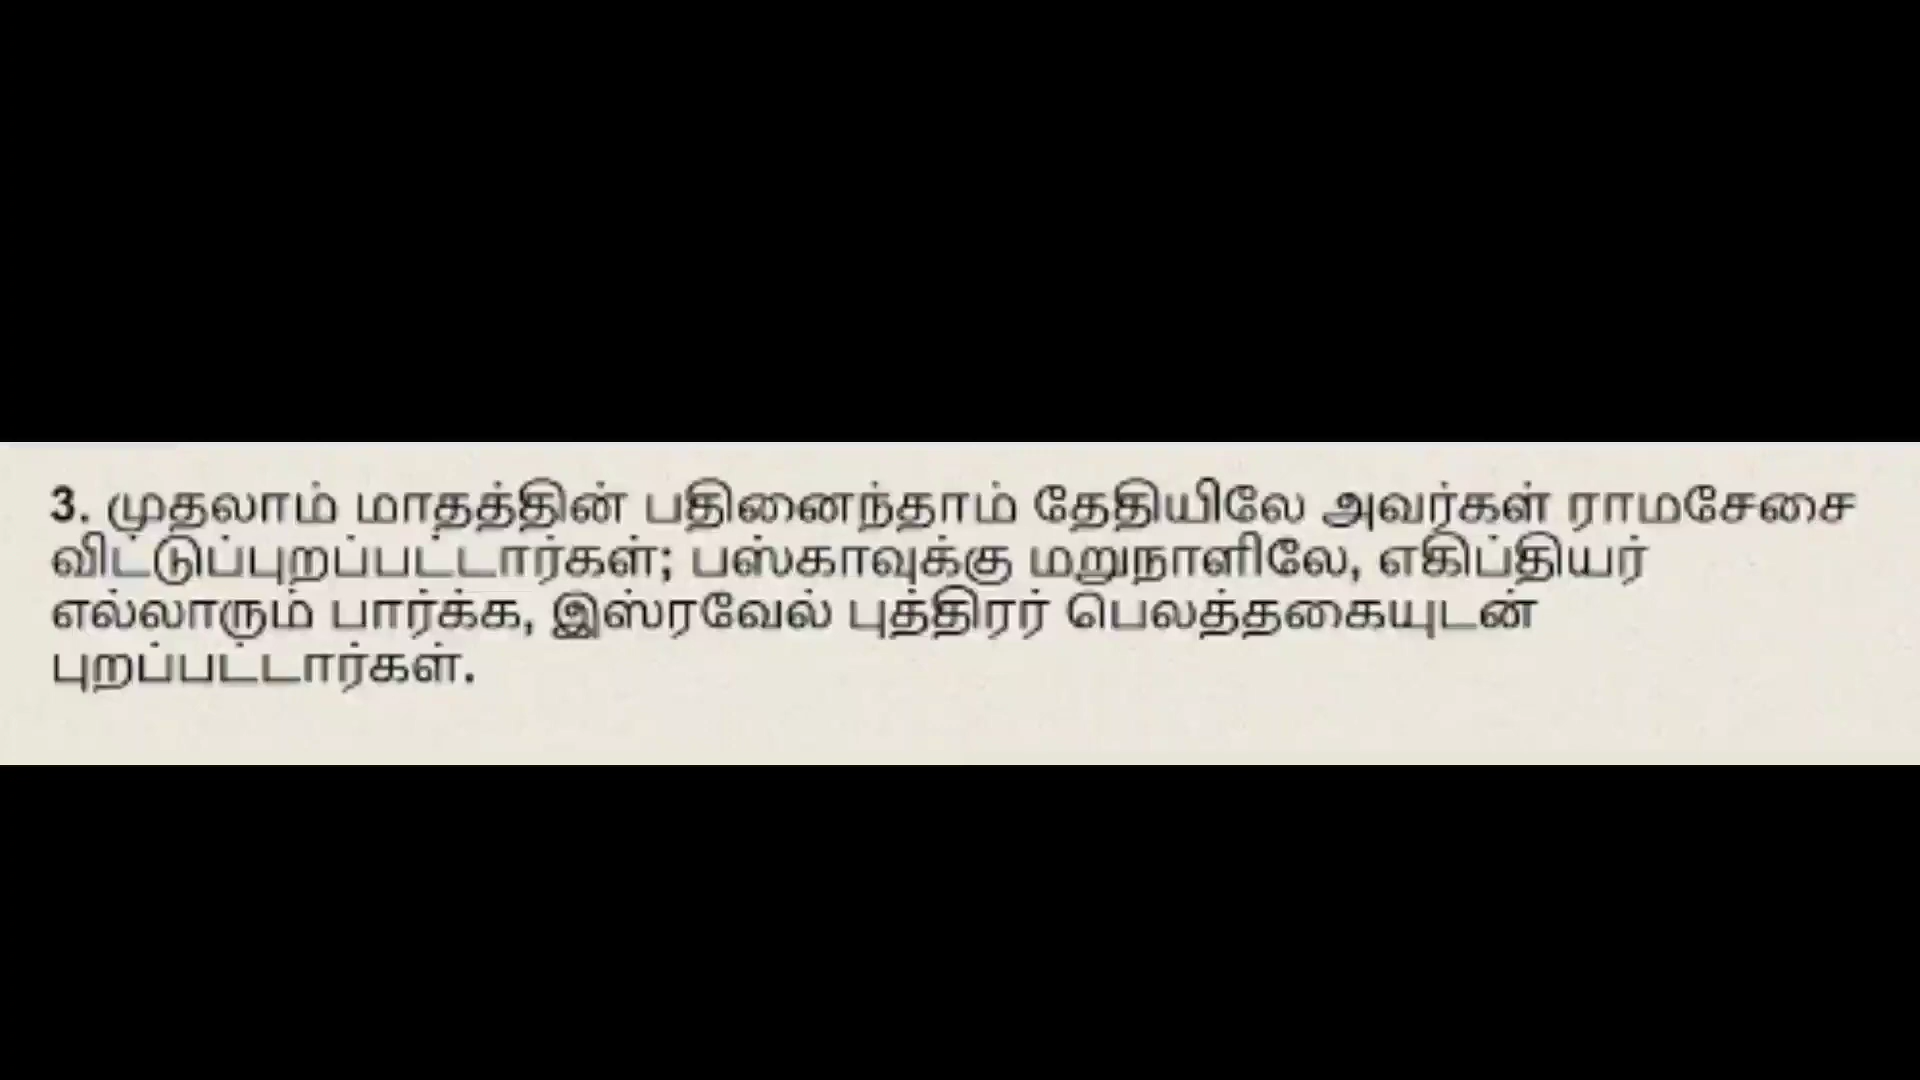 3. முதலாம் மாதத்தின் பதினைந்தாம் தேதியிலே அவர்கள் ராமசேசை
விட்டுப்புறப்பட்டார்கள்; பஸ்காவுக்கு மறுநாளிலே, எகிப்தியர்
எல்லாரும் பார்க்க, இஸ்ரவேல் புத்திரர் பெலத்தகையுடன்
புறப்பட்டார்கள்.